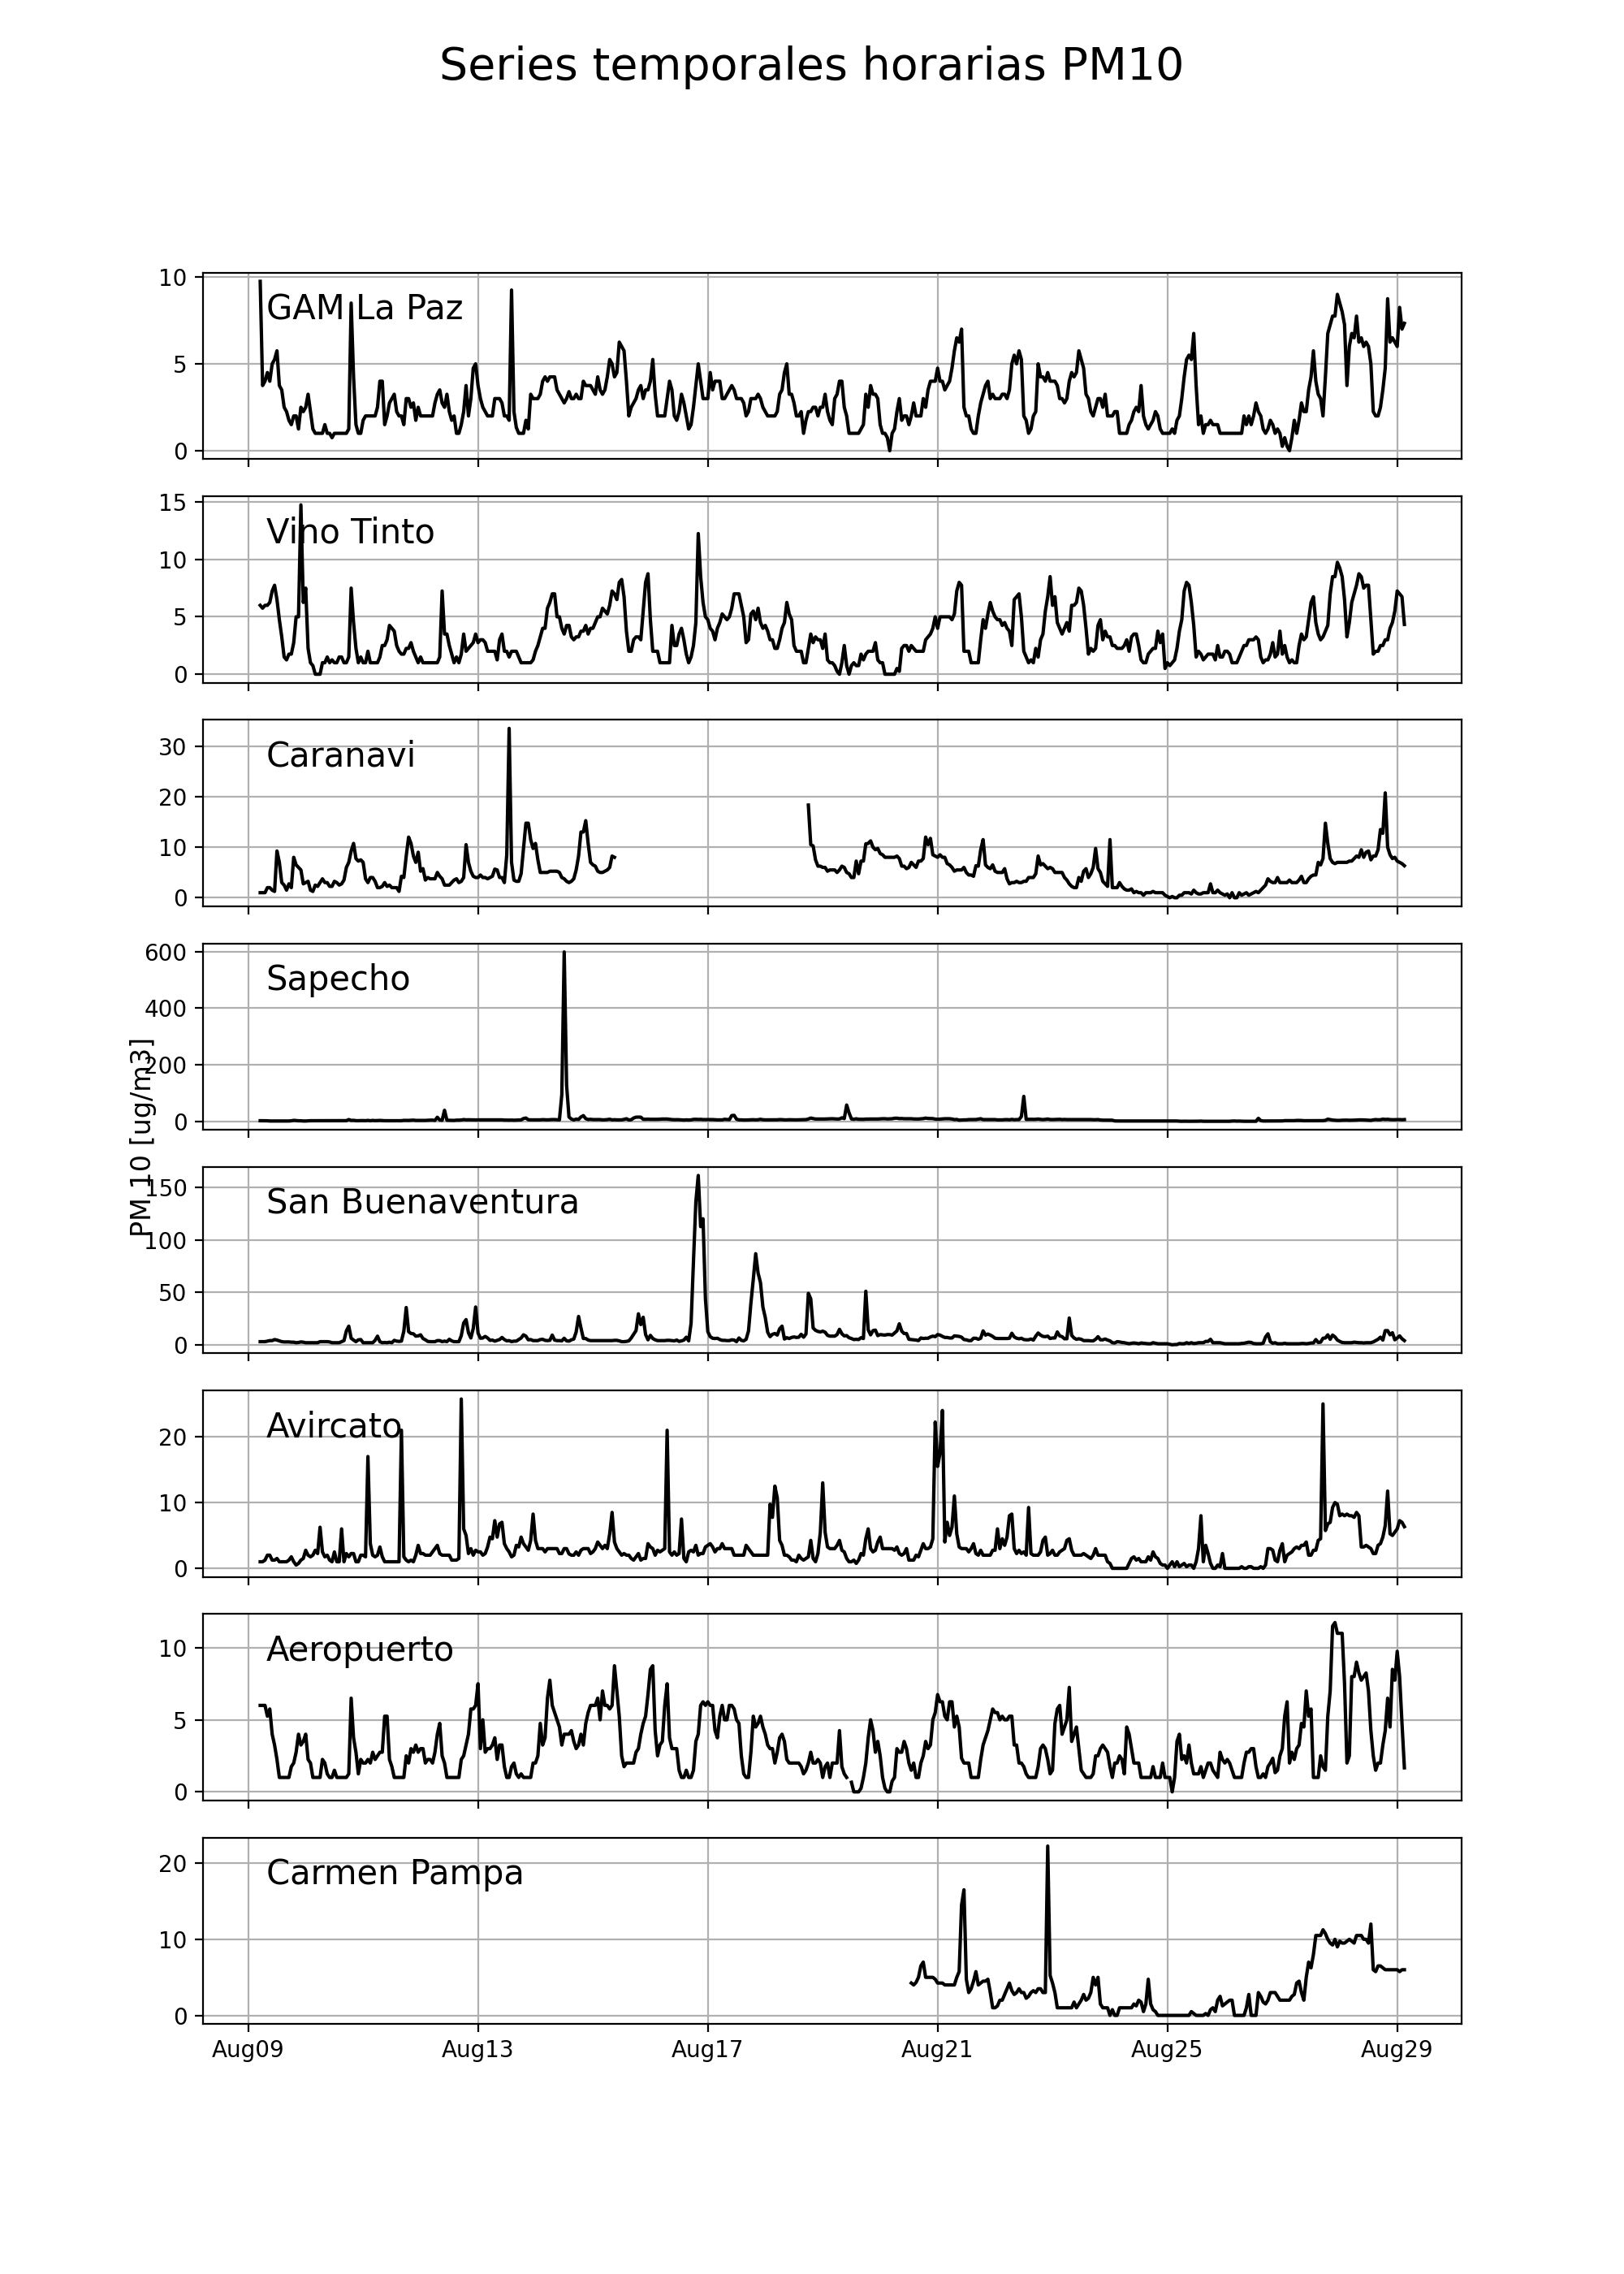 Series temporales horarias PM10
10
5
0
GAM La Paz
15
10
5
0
Vino Tinto
30
20
10
0
Caranavi
600
400
200
0
Sapecho
PM 10 [ug/m3]
150
100
50
0
San Buenaventura
20
10
0
Avircato
10
5
0
Aeropuerto
20
10
0
Carmen Pampa
Aug09 Aug13 Aug17 Aug21 Aug25 Aug29